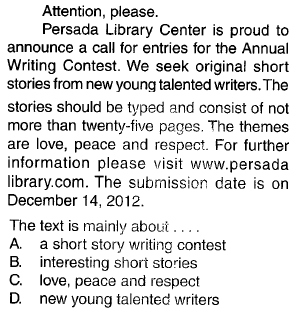 Attention, please.
Persada Library Center is proud to
announce a call for entries for the Annual
Writing Contest. We seek original short
stories from new young talented writers. The
stories should be typed and consist of not
more than twenty-five pages. The themes
are love, peace and respect. For further
information please visit www.persada
library.com. The submission date is on
December 14, 2012.
The text is mainly about . . . .
A. a short story writing contest
B. interesting short stories
C. love, peace and respect
D. new young talented writers